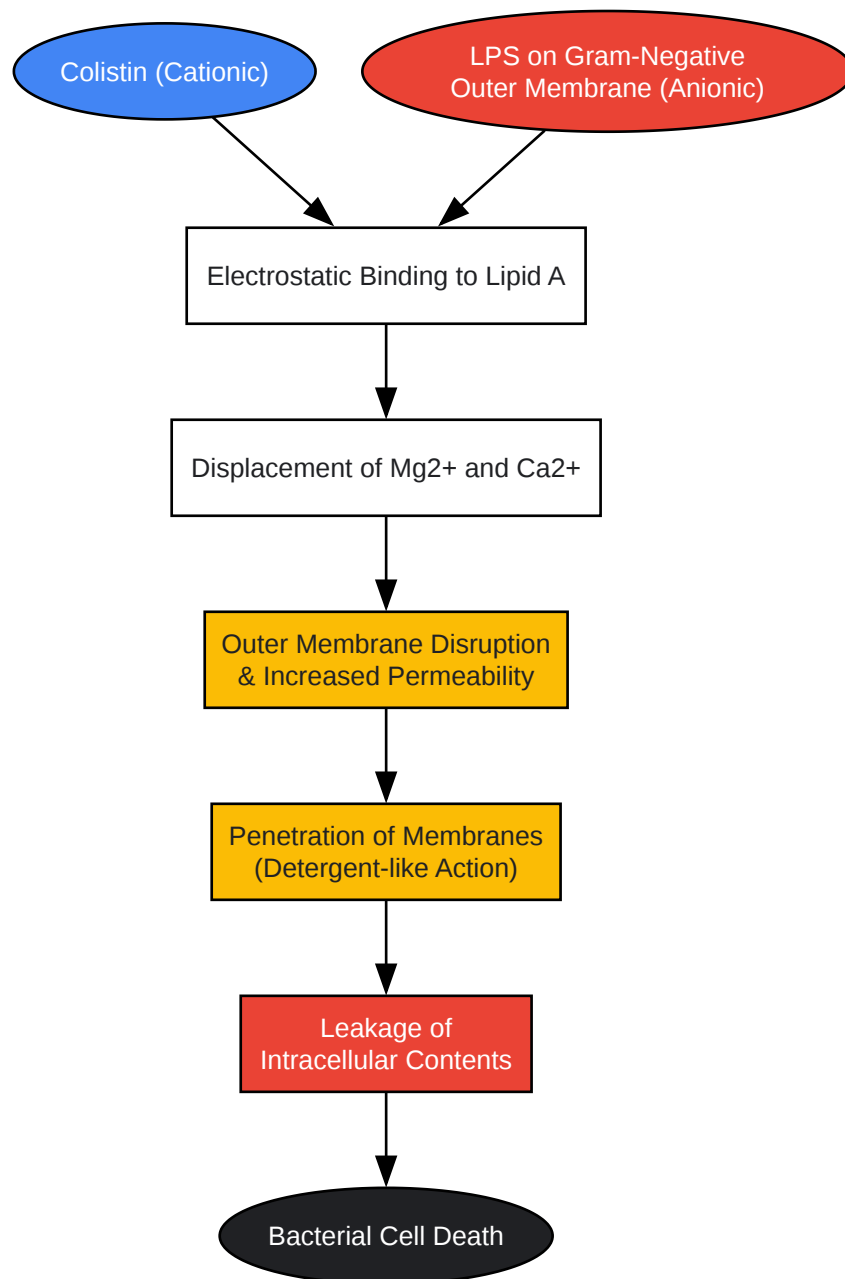 Colistin (Cationic)
LPS on Gram-Negative
Outer Membrane (Anionic)
Electrostatic Binding to Lipid A
Displacement of Mg2+ and Ca2+
Outer Membrane Disruption
& Increased Permeability
Penetration of Membranes
(Detergent-like Action)
Leakage of
Intracellular Contents
Bacterial Cell Death